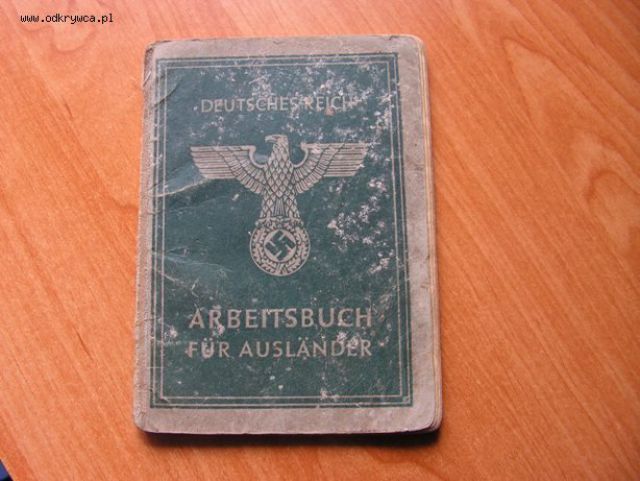 www.odkrywca.pl
DEUTSCHES REICH
ARBEITSBUCH
FÜR AUSLÄNDER